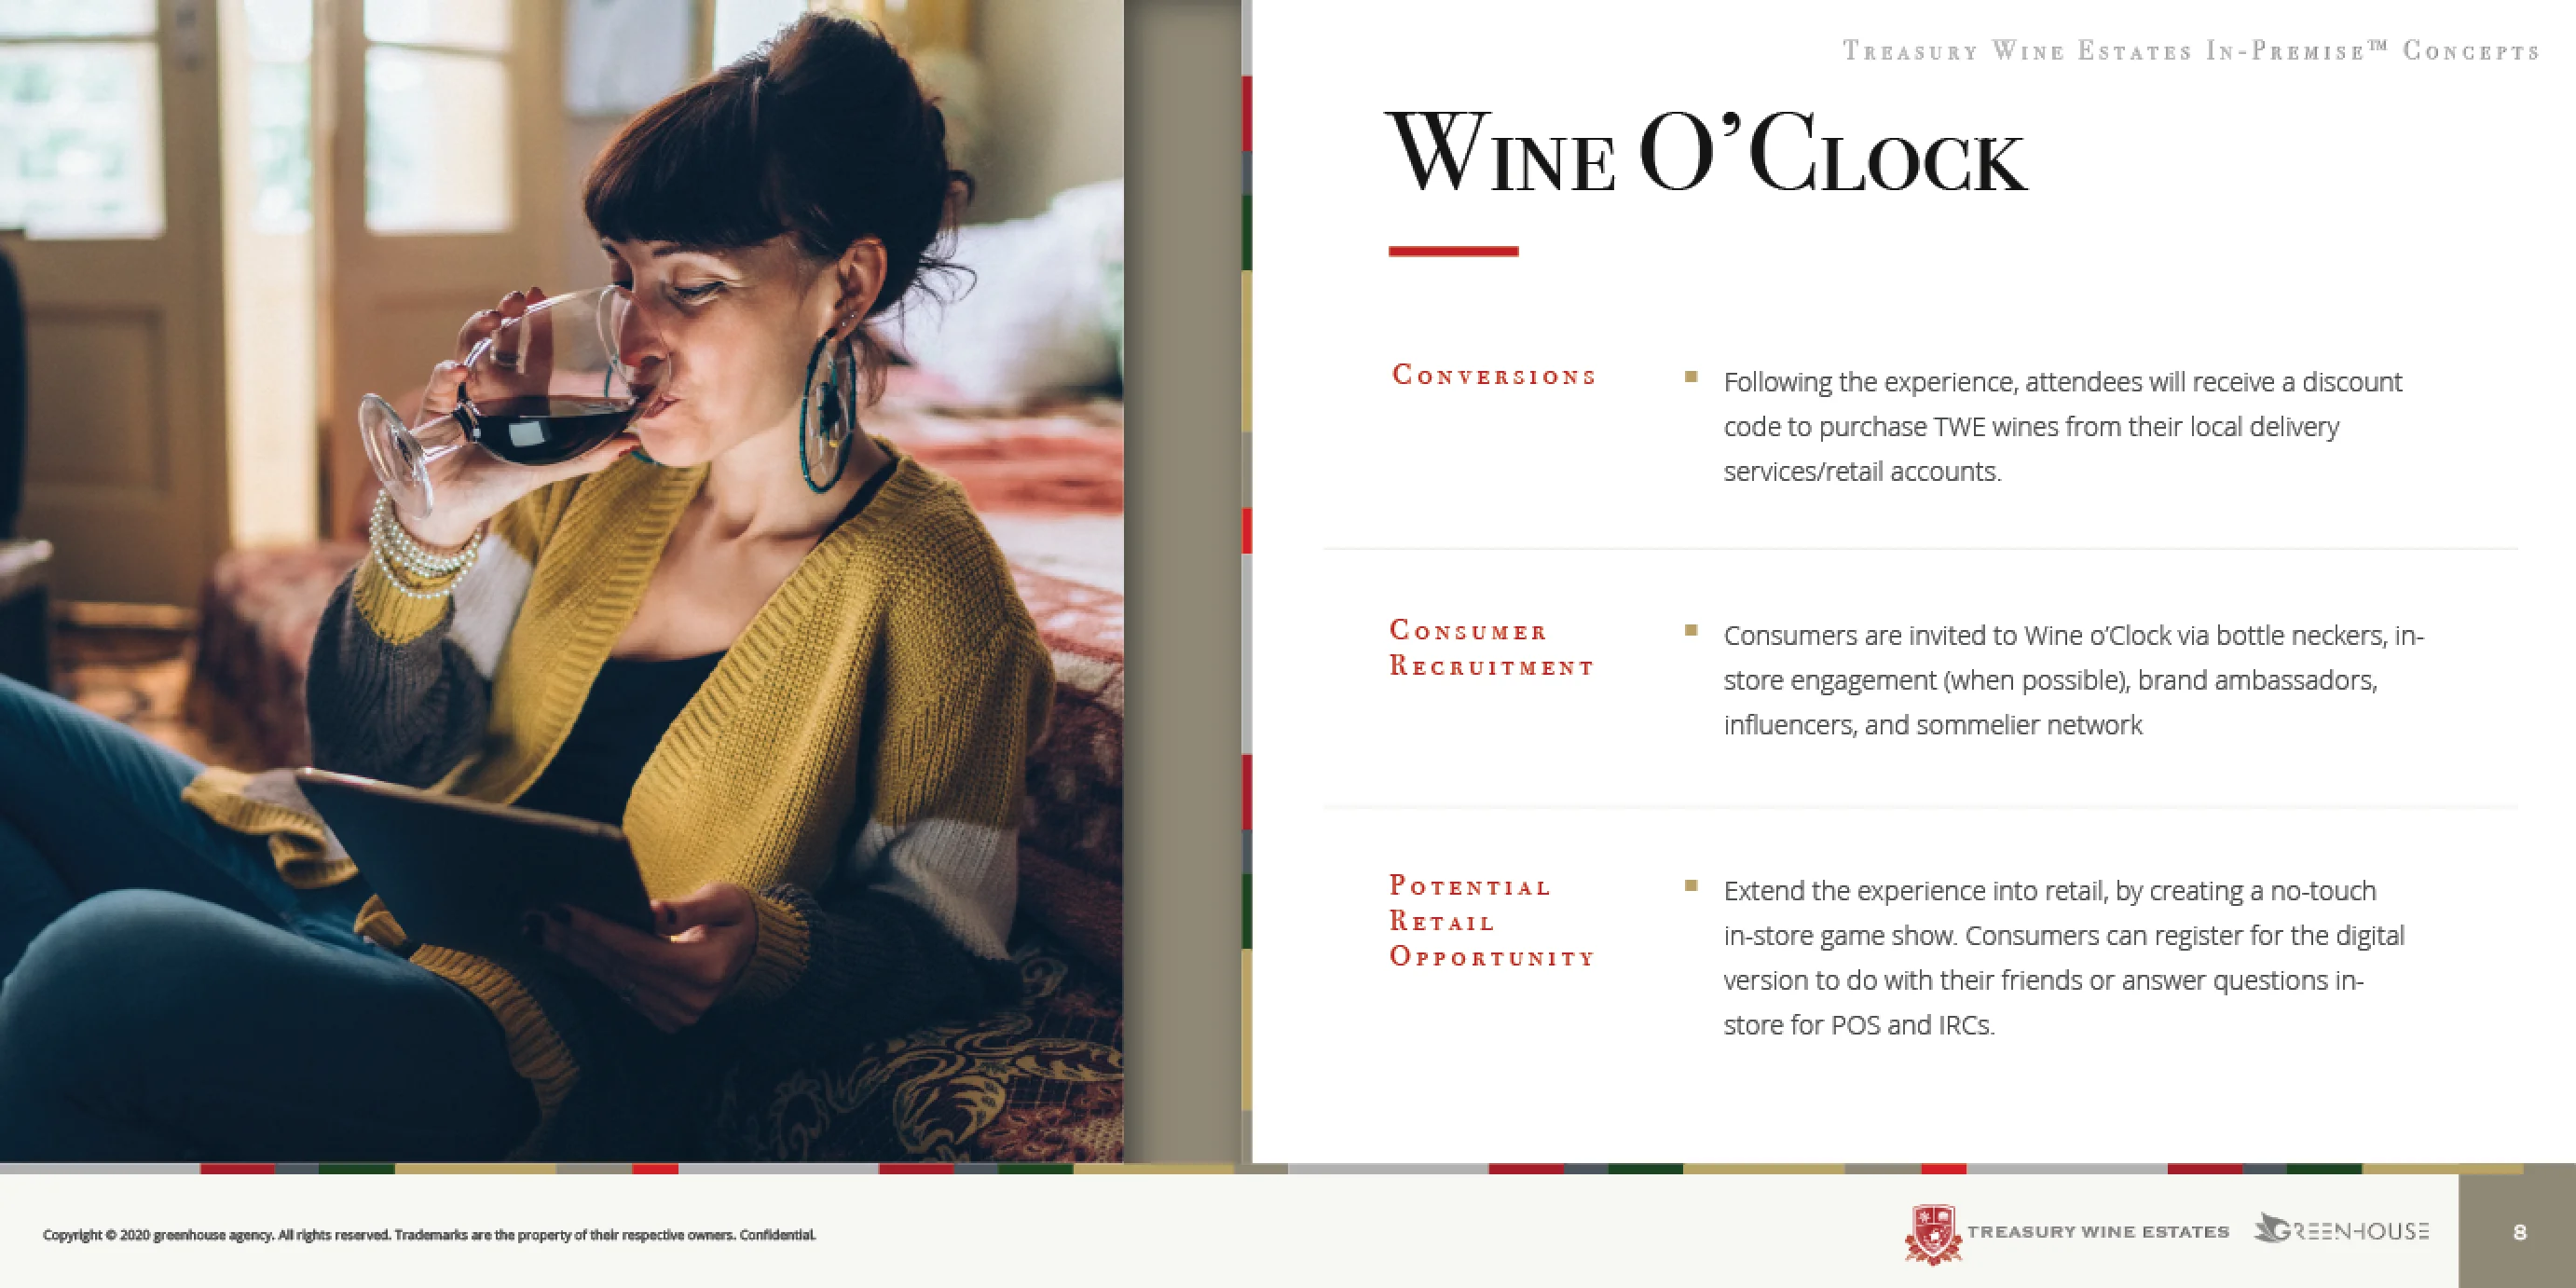 Treasury Wine Estates In-Premise™ Concepts
Wine O’Clock
Conversions
Following the experience, attendees will receive a discount
code to purchase TWE wines from their local delivery
services/retail accounts.
Consumer
Recruitment
Consumers are invited to Wine o’Clock via bottle neckers, in-
store engagement (when possible), brand ambassadors,
influencers, and sommelier network
Potential
Retail
Opportunity
Extend the experience into retail, by creating a no-touch
in-store game show. Consumers can register for the digital
version to do with their friends or answer questions in-
store for POS and IRCs.
Copyright © 2020 greenhouse agency. All rights reserved. Trademarks are the property of their respective owners. Confidential.
TREASURY WINE ESTATES
GREENHOUSE
8